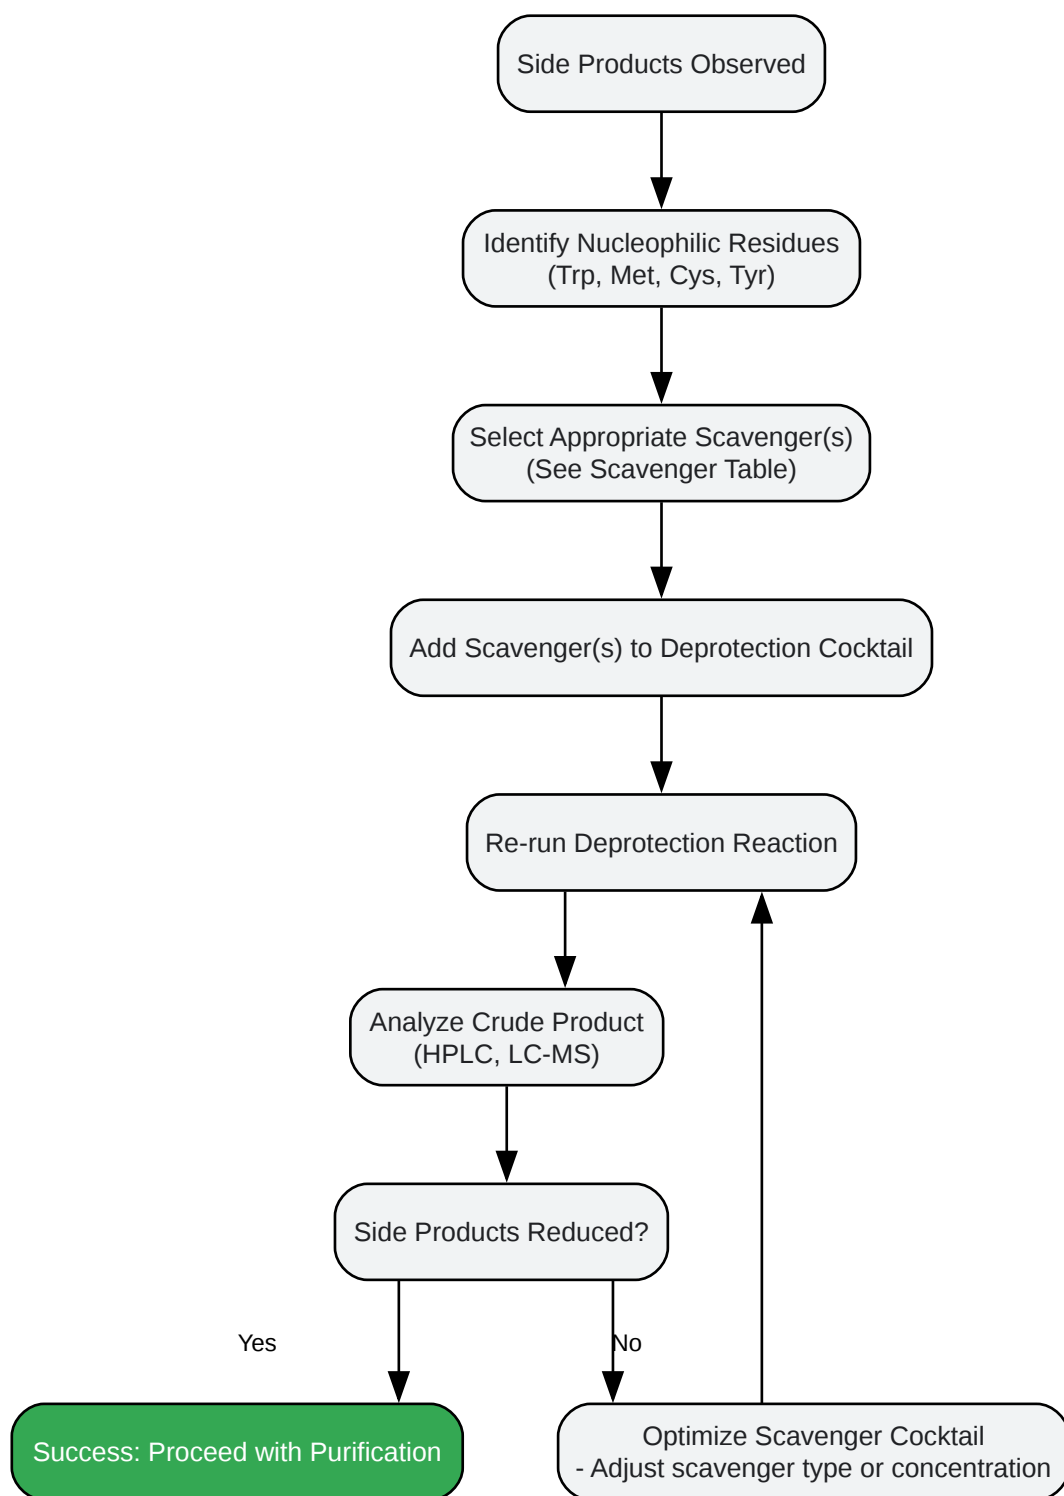 Side Products Observed
Identify Nucleophilic Residues
(Trp, Met, Cys, Tyr)
Select Appropriate Scavenger(s)
(See Scavenger Table)
Add Scavenger(s) to Deprotection Cocktail
Re-run Deprotection Reaction
Analyze Crude Product
(HPLC, LC-MS)
Side Products Reduced?
Yes
No
Success: Proceed with Purification
Optimize Scavenger Cocktail
- Adjust scavenger type or concentration